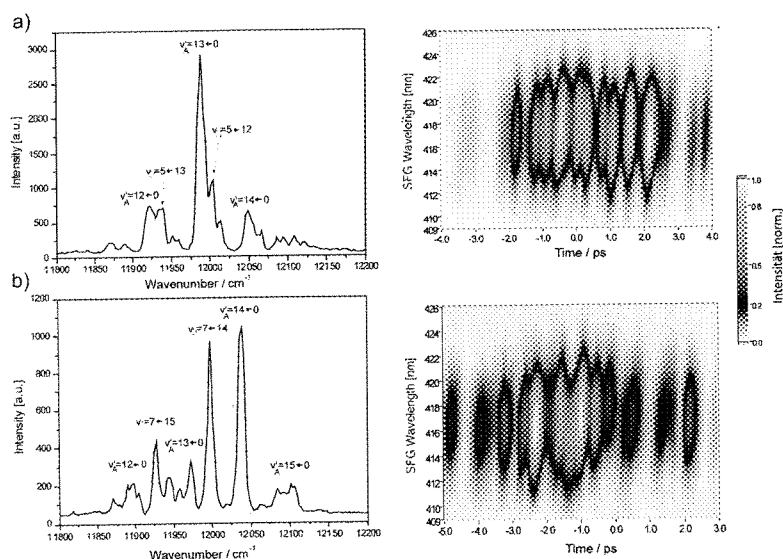 a)
v'A=13←0
v=5←12
v=5←13
v'A=12←0
v'A=14←0
Intensity [a.u.]
3000
2500
2000
1500
1000
500
0
11800 11850 11900 11950 12000 12050 12100 12150 12200
Wavenumber / cm-1
SFG Wavelength [nm]
426
424
422
420
418
416
414
412
410
409
-4.0 -3.0 -2.0 -1.0 0.0 1.0 2.0 3.0 4.0
Time / ps
1.0
0.5
0.2
0.0
Intensität [norm.]
b)
v'A=14←0
v=7←14
v=7←15
v'A=13←0
v'A=12←0
v'A=15←0
Intensity [a.u.]
1200
1000
800
600
400
200
0
11800 11850 11900 11950 12000 12050 12100 12150 12200
Wavenumber / cm-1
SFG Wavelength [nm]
426
424
422
420
418
416
414
412
410
409
-5.0 -4.0 -3.0 -2.0 -1.0 0.0 1.0 2.0 3.0
Time / ps